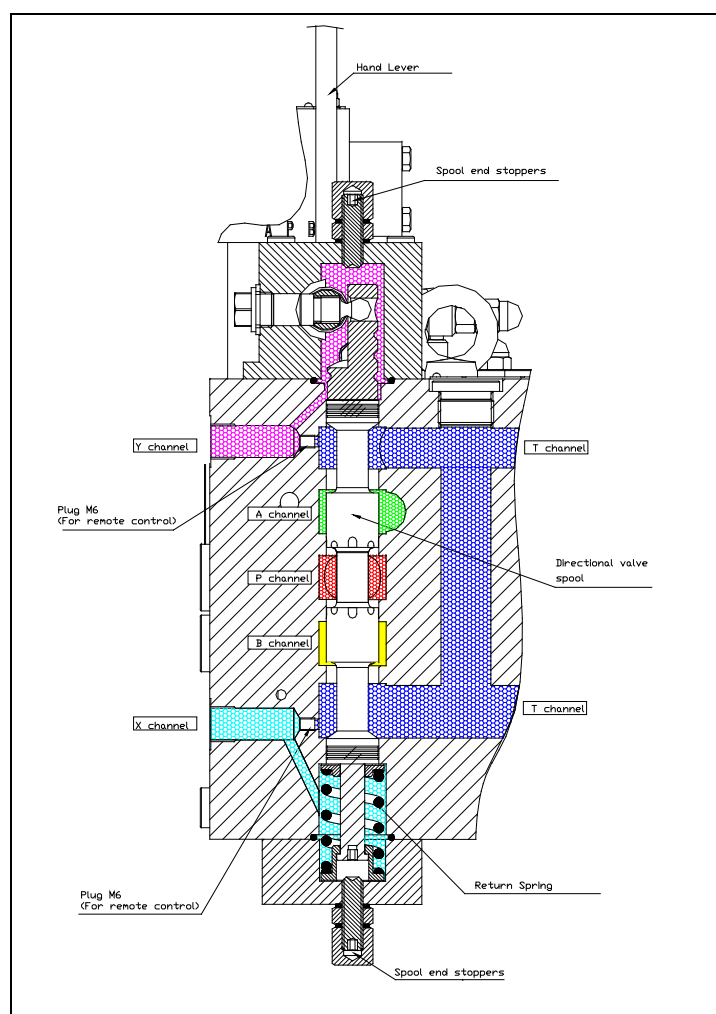 Hand Lever
Spool end stoppers
A
Y channel
T channel
Plug M6
(For remote control)
A channel
Directional valve
spool
P channel
B channel
X channel
T channel
Plug M6
(For remote control)
Return Spring
Spool end stoppers